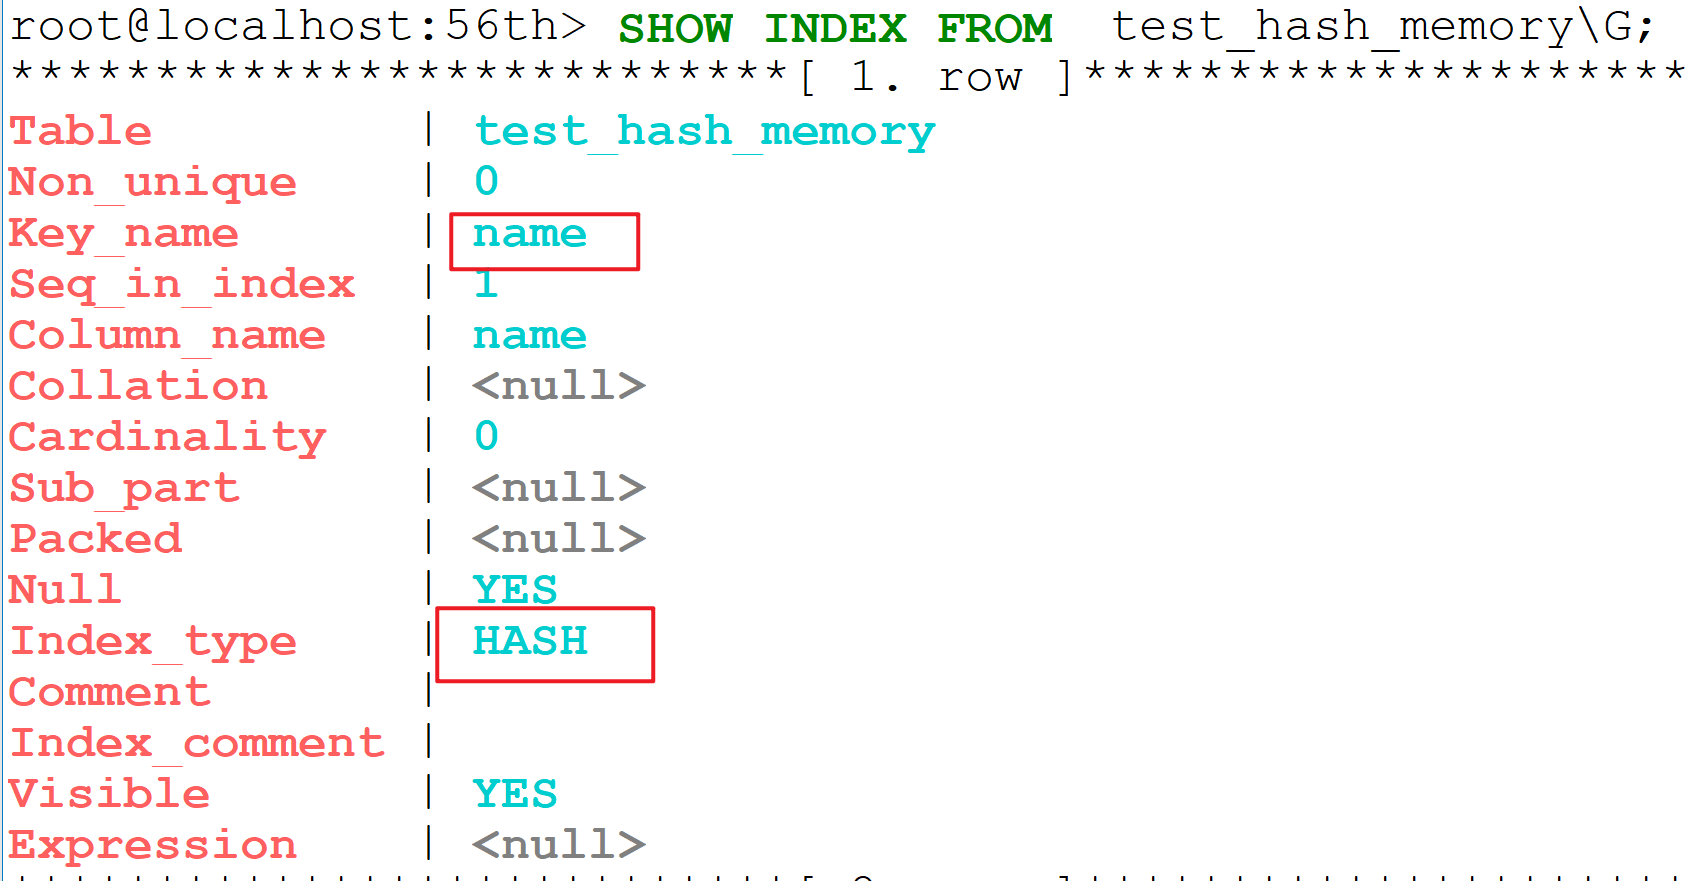 root@localhost:56th> SHOW INDEX FROM  test_hash_memory\G;
***************************[ 1. row ]*********************
Table | test_hash_memory
Non_unique | 0
Key_name | name
Seq_in_index | 1
Column_name | name
Collation | <null>
Cardinality | 0
Sub_part | <null>
Packed | <null>
Null | YES
Index_type | HASH
Comment |
Index_comment |
Visible | YES
Expression | <null>